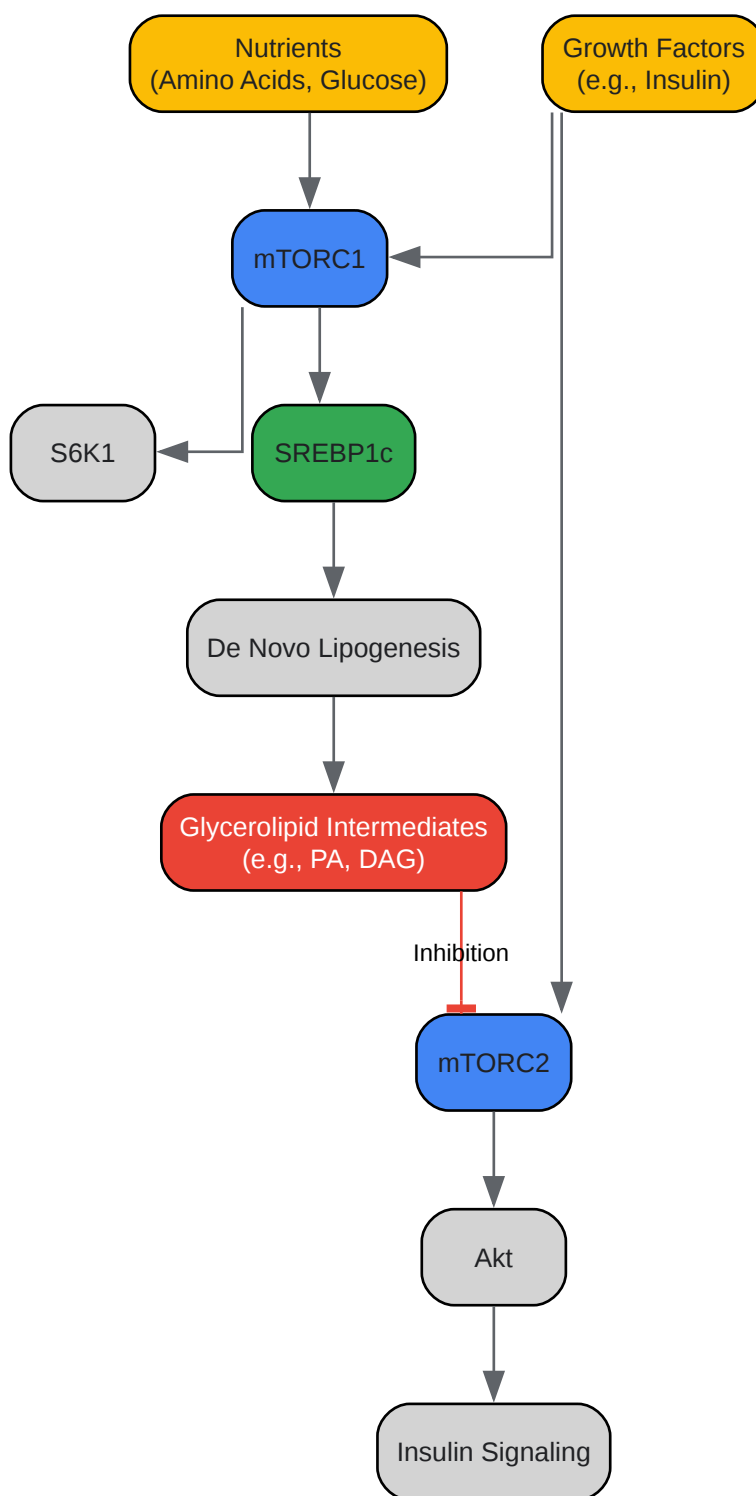 Nutrients
(Amino Acids, Glucose)
Growth Factors
(e.g., Insulin)
mTORC1
S6K1
SREBP1c
De Novo Lipogenesis
Glycerolipid Intermediates
(e.g., PA, DAG)
Inhibition
mTORC2
Akt
Insulin Signaling